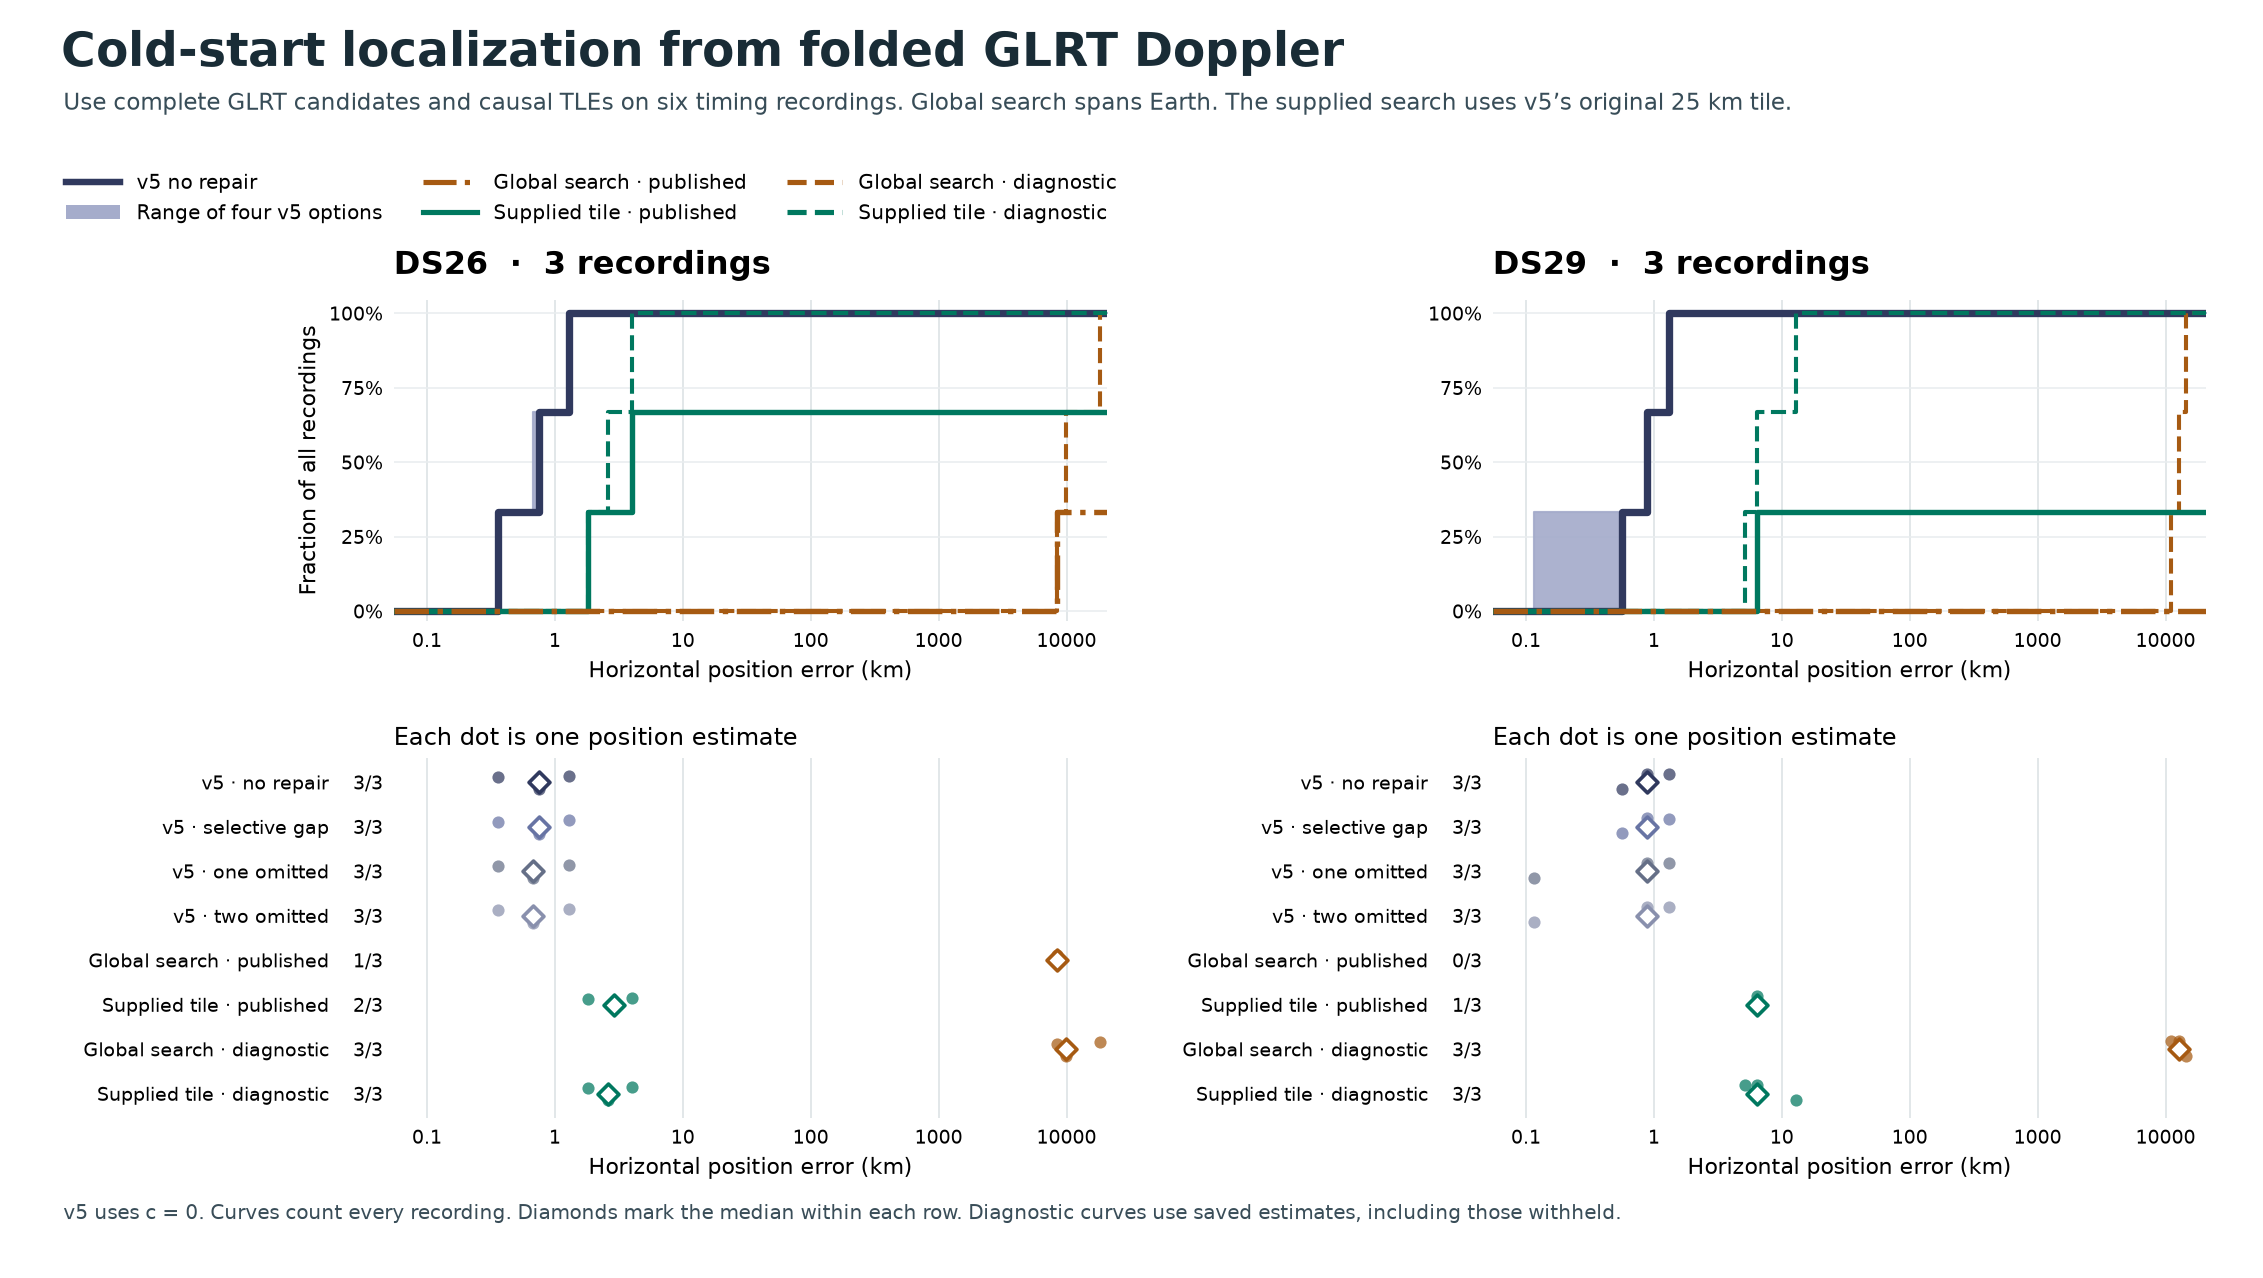 Cold-start localization from folded GLRT Doppler
Use complete GLRT candidates and causal TLEs on six timing recordings. Global search spans Earth. The supplied search uses v5’s original 25 km tile.
v5 no repair
Range of four v5 options
Global search · published
Supplied tile · published
Global search · diagnostic
Supplied tile · diagnostic
DS26 · 3 recordings
Fraction of all recordings
100%
75%
50%
25%
0%
0.1 1 10 100 1000 10000
Horizontal position error (km)
DS29 · 3 recordings
100%
75%
50%
25%
0%
0.1 1 10 100 1000 10000
Horizontal position error (km)
Each dot is one position estimate
v5 · no repair 3/3
v5 · selective gap 3/3
v5 · one omitted 3/3
v5 · two omitted 3/3
Global search · published 1/3
Supplied tile · published 2/3
Global search · diagnostic 3/3
Supplied tile · diagnostic 3/3
0.1 1 10 100 1000 10000
Horizontal position error (km)
Each dot is one position estimate
v5 · no repair 3/3
v5 · selective gap 3/3
v5 · one omitted 3/3
v5 · two omitted 3/3
Global search · published 0/3
Supplied tile · published 1/3
Global search · diagnostic 3/3
Supplied tile · diagnostic 3/3
0.1 1 10 100 1000 10000
Horizontal position error (km)
v5 uses c = 0. Curves count every recording. Diamonds mark the median within each row. Diagnostic curves use saved estimates, including those withheld.